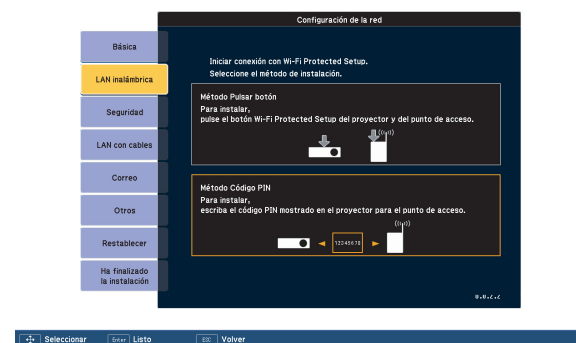 Configuración de la red
Básica
LAN inalámbrica
Seguridad
LAN con cables
Correo
Otros
Restablecer
Ha finalizado
la instalación
Iniciar conexión con Wi-Fi Protected Setup.
Seleccione el método de instalación.
Método Pulsar botón
Para instalar,
pulse el botón Wi-Fi Protected Setup del proyector y del punto de acceso.
Método Código PIN
Para instalar,
escriba el código PIN mostrado en el proyector para el punto de acceso.
12345678
Enter Listo
Seleccionar
ESC Volver